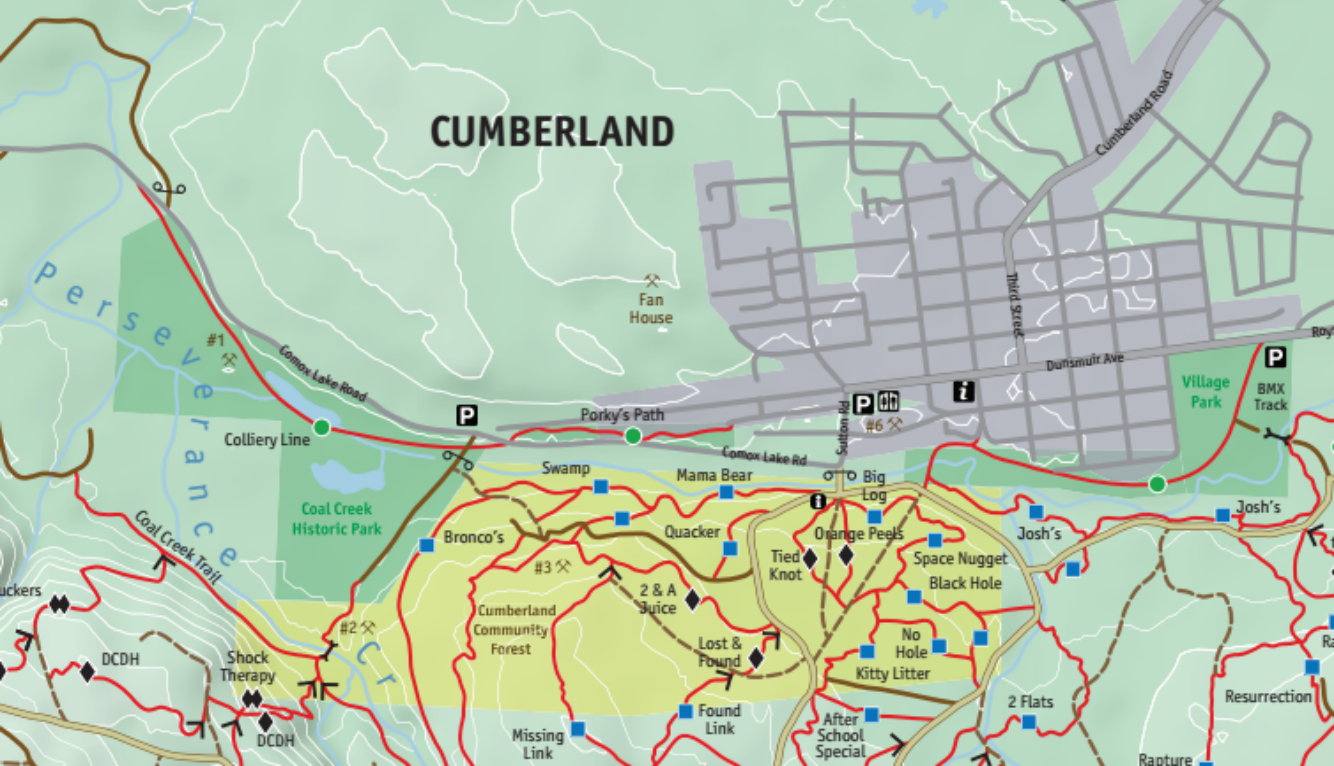 CUMBERLAND
Cumberland Road
Perseverance
Cr
#1
Fan
House
Third Street
Comox Lake Road
Dunsmuir Ave
Roy
P
Village
Park
BMX
Track
P
P
i
Porky's Path
#6
Sutton Rd
Colliery Line
Comox Lake Rd
Swamp
Mama Bear
Big
Log
i
Coal Creek
Historic Park
Josh's
Josh's
Coal Creek Trail
Bronco's
Quacker
Orange Peels
Tied
Knot
Space Nugget
Black Hole
#3
2 & A
Juice
uckers
Cumberland
Community
Forest
#2
Lost &
Found
No
Hole
Kitty Litter
DCDH
Shock
Therapy
Ra
Resurrection
2 Flats
DCDH
Missing
Link
Found
Link
After
School
Special
Rapture